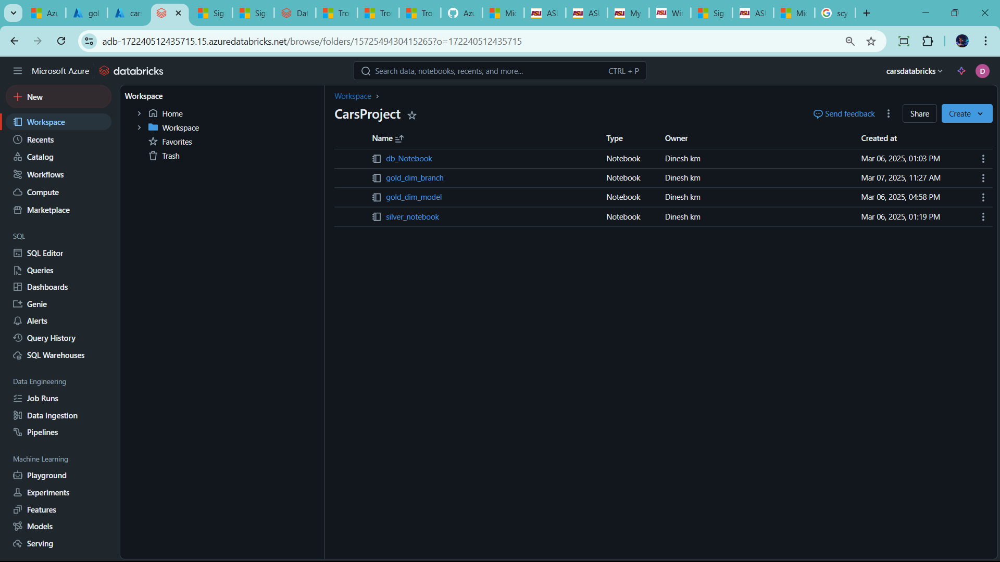 Azu
gol
car
Sig
Sig
Dat
Tro
Tro
Tro
Azu
Mic
ASU
ASU
My
Win
Sig
ASU
Mic
scy
adb-172240512435715.15.azuredatabricks.net/browse/folders/1572549430415265?o=172240512435715
Microsoft Azure
databricks
Search data, notebooks, recents, and more...
CTRL + P
carsdatabricks
D
New
Workspace
Recents
Catalog
Workflows
Compute
Marketplace
SQL
SQL Editor
Queries
Dashboards
Genie
Alerts
Query History
SQL Warehouses
Data Engineering
Job Runs
Data Ingestion
Pipelines
Machine Learning
Playground
Experiments
Features
Models
Serving
Workspace
Home
Workspace
Favorites
Trash
Workspace ›
CarsProject
Send feedback
Share
Create
Name Type Owner Created at
db_Notebook Notebook Dinesh km Mar 06, 2025, 01:03 PM
gold_dim_branch Notebook Dinesh km Mar 07, 2025, 11:27 AM
gold_dim_model Notebook Dinesh km Mar 06, 2025, 04:58 PM
silver_notebook Notebook Dinesh km Mar 06, 2025, 01:19 PM